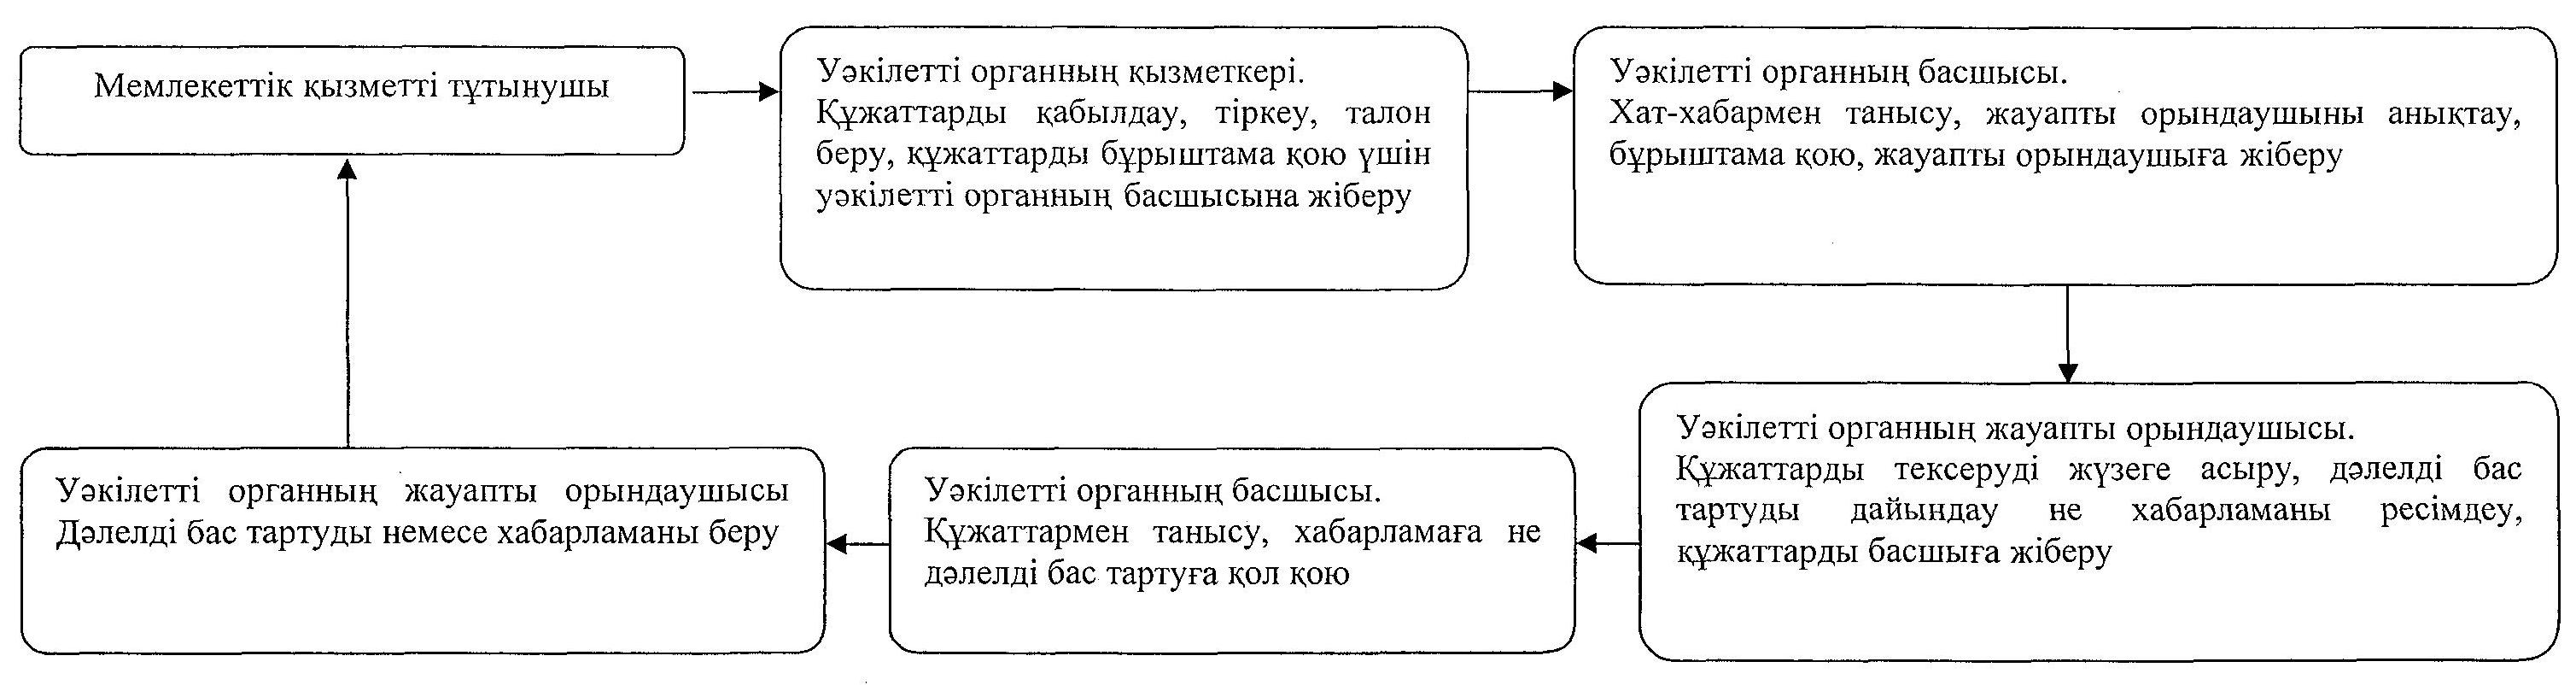 Мемлекеттік қызметті тұтынушы
Уәкілетті органның қызметкері.
Құжаттарды қабылдау, тіркеу, талон
беру, құжаттарды бұрыштама қою үшін
уәкілетті органның басшысына жіберу
Уәкілетті органның басшысы.
Хат-хабармен танысу, жауапты орындаушыны анықтау,
бұрыштама қою, жауапты орындаушыға жіберу
Уәкілетті органның жауапты орындаушысы.
Құжаттарды тексеруді жүзеге асыру, дәлелді бас
тартуды дайындау не хабарламаны ресімдеу,
құжаттарды басшыға жіберу
Уәкілетті органның басшысы.
Құжаттармен танысу, хабарламаға не
дәлелді бас тартуға қол қою
Уәкілетті органның жауапты орындаушысы
Дәлелді бас тартуды немесе хабарламаны беру